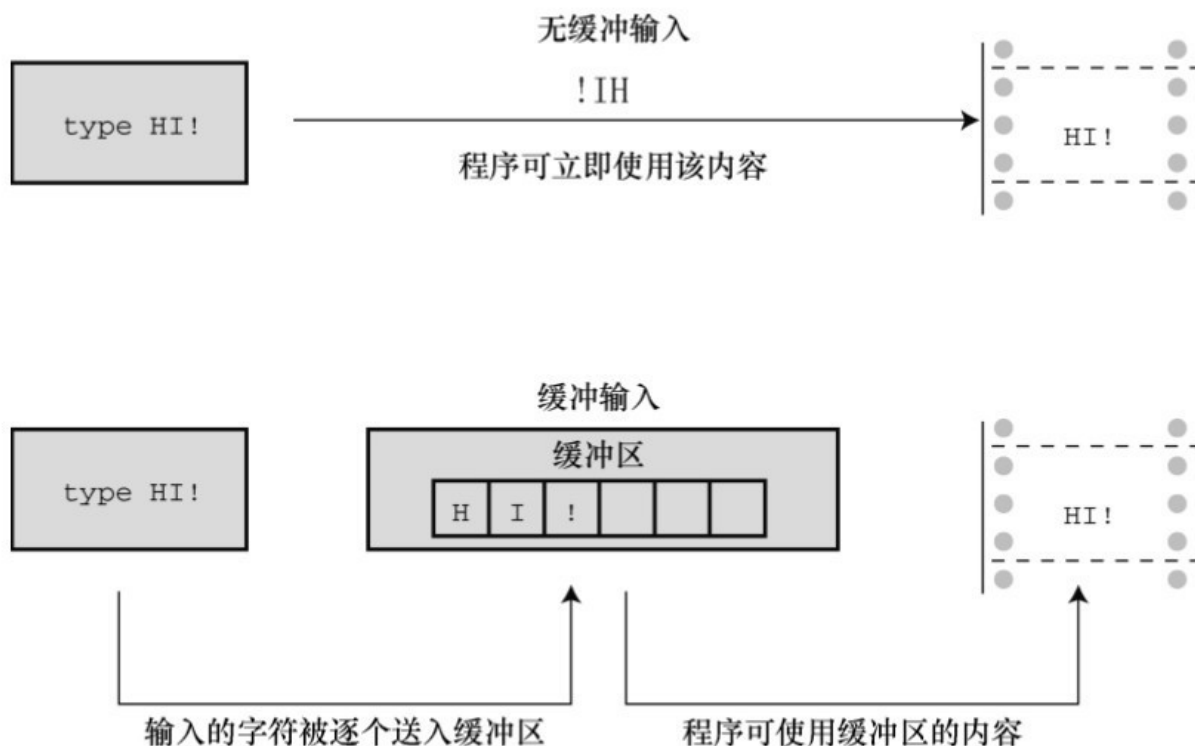 无缓冲输入
type HI!
!IH
HI!
程序可立即使用该内容
缓冲输入
type HI!
缓冲区
H I !
HI!
输入的字符被逐个送入缓冲区
程序可使用缓冲区的内容